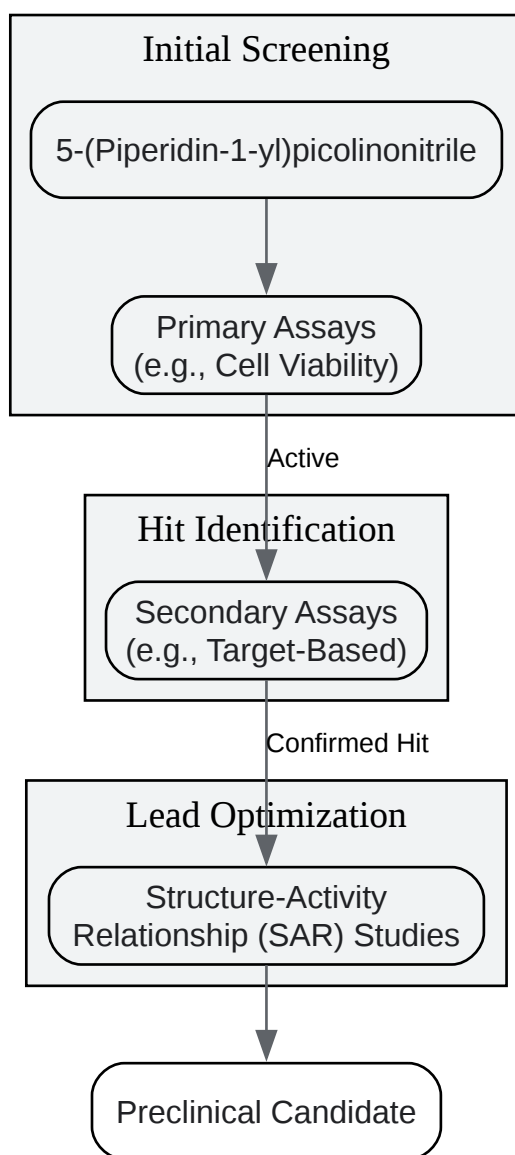 Initial Screening
5-(Piperidin-1-yl)picolinonitrile
Primary Assays
(e.g., Cell Viability)
Active
Hit Identification
Secondary Assays
(e.g., Target-Based)
Confirmed Hit
Lead Optimization
Structure-Activity
Relationship (SAR) Studies
Preclinical Candidate